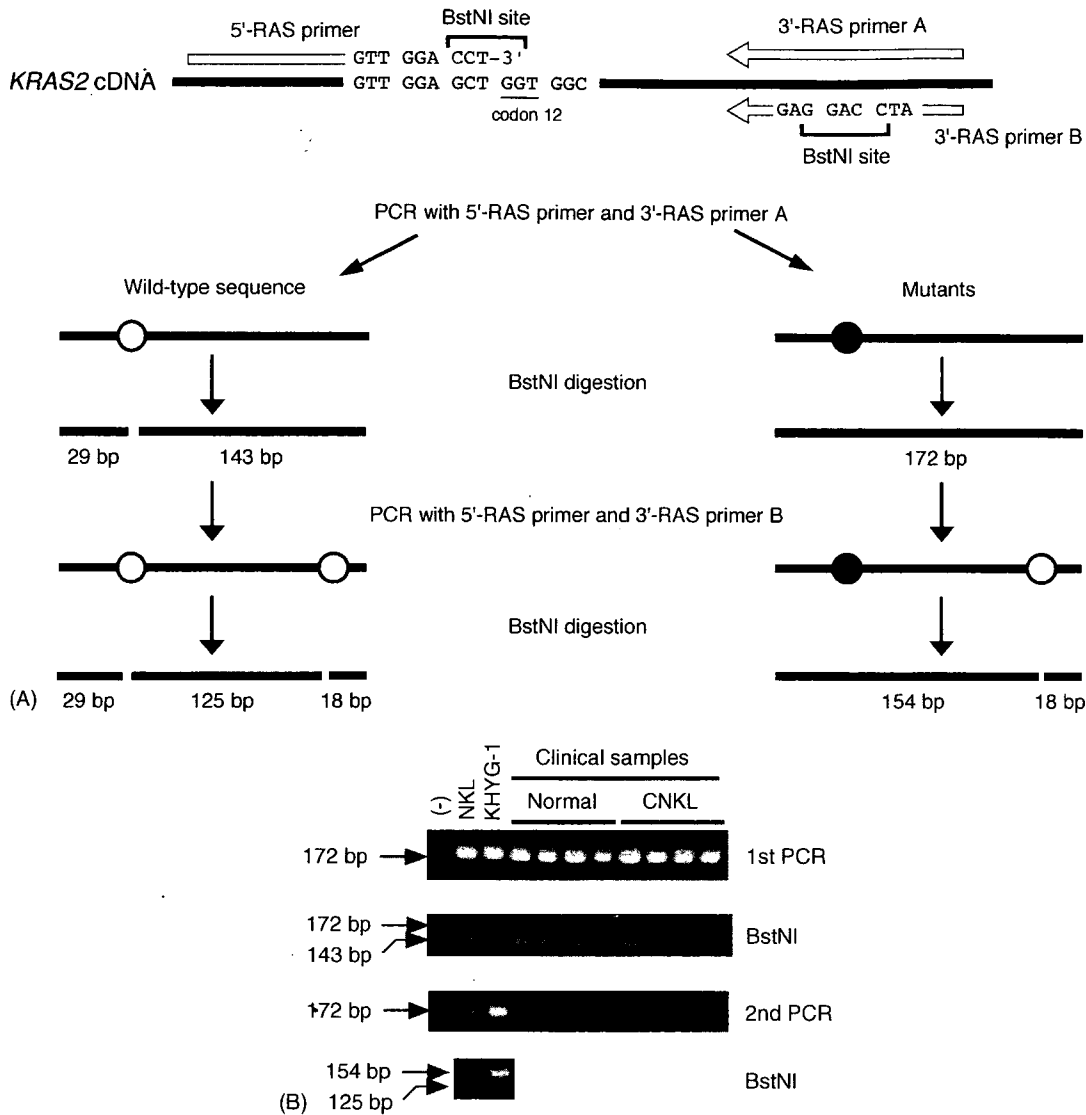 5'-RAS primer
BstNI site
3'-RAS primer A
GTT GGA CCT-3'
KRAS2 cDNA
GTT GGA GCT GGT GGC
codon 12
GAG GAC CTA
3'-RAS primer B
BstNI site
PCR with 5'-RAS primer and 3'-RAS primer A
Wild-type sequence
Mutants
BstNI digestion
29 bp 143 bp
172 bp
PCR with 5'-RAS primer and 3'-RAS primer B
BstNI digestion
(A) 29 bp 125 bp 18 bp
154 bp 18 bp
(-) NKL KHYG-1
Clinical samples
Normal CNKL
172 bp
1st PCR
172 bp
143 bp
BstNI
172 bp
2nd PCR
154 bp
125 bp
BstNI
(B)